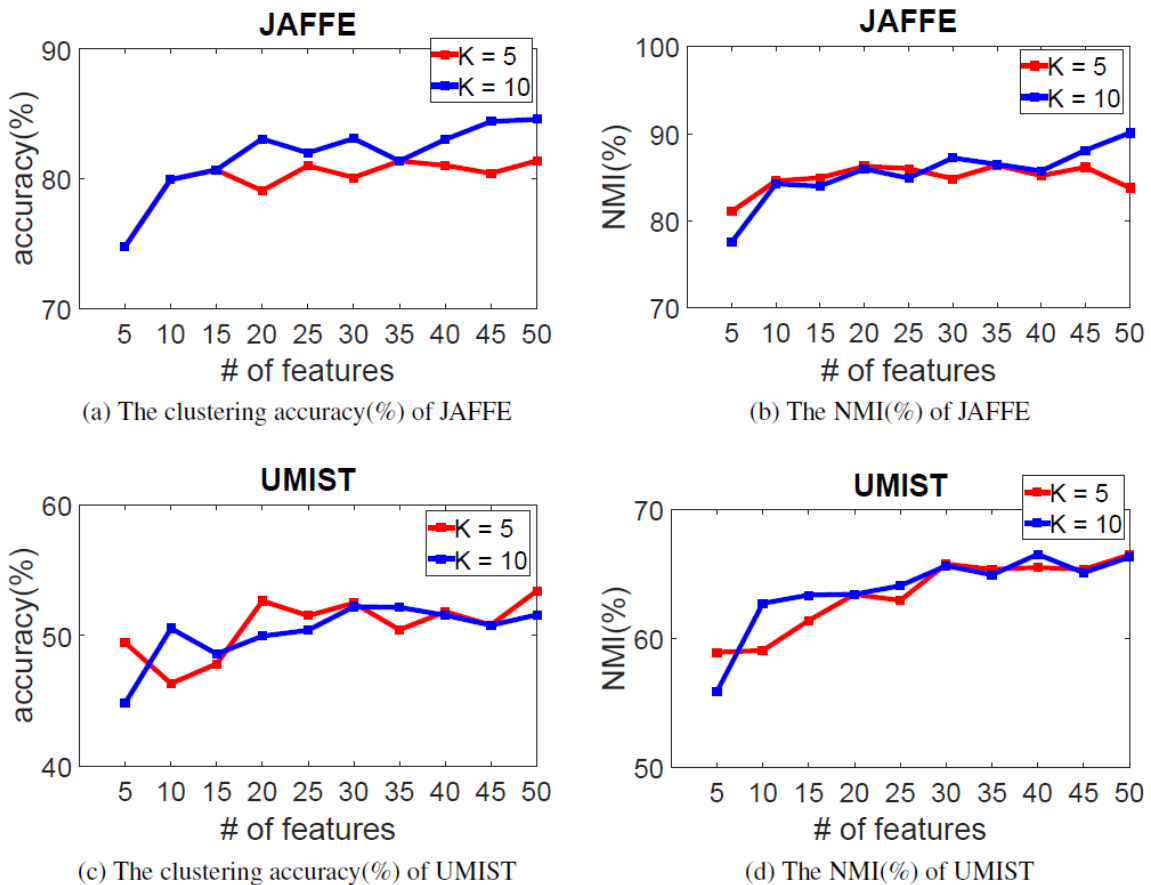 JAFFE
90
80
70
accuracy(%)
K = 5
K = 10
5 10 15 20 25 30 35 40 45 50
# of features
(a) The clustering accuracy(%) of JAFFE
JAFFE
100
90
80
70
NMI(%)
K = 5
K = 10
5 10 15 20 25 30 35 40 45 50
# of features
(b) The NMI(%) of JAFFE
UMIST
60
50
40
accuracy(%)
K = 5
K = 10
5 10 15 20 25 30 35 40 45 50
# of features
(c) The clustering accuracy(%) of UMIST
UMIST
70
60
50
NMI(%)
K = 5
K = 10
5 10 15 20 25 30 35 40 45 50
# of features
(d) The NMI(%) of UMIST